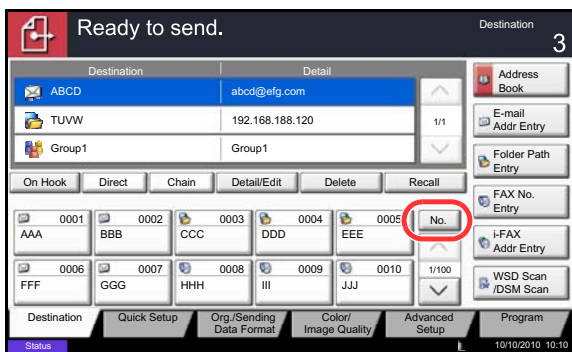 Ready to send.
Destination
3
Destination Detail
ABCD abcd@efg.com
TUVW 192.168.188.120
Group1 Group1
1/1
Address
Book
E-mail
Addr Entry
Folder Path
Entry
FAX No.
Entry
i-FAX
Addr Entry
WSD Scan
/DSM Scan
On Hook Direct Chain Detail/Edit Delete Recall
0001 0002 0003 0004 0005 No.
AAA BBB CCC DDD EEE
0006 0007 0008 0009 0010 1/100
FFF GGG HHH III JJJ
Destination Quick Setup Org./Sending
Data Format Color/
Image Quality Advanced
Setup Program
Status 10/10/2010 10:10